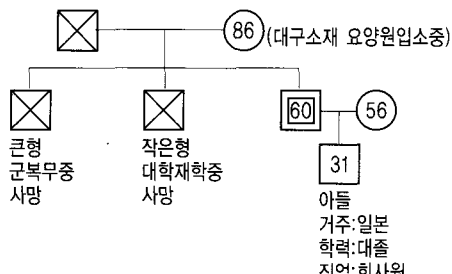 86 (대구소재 요양원입소중)
60 56
큰형
군복무중
사망
작은형
대학재학중
사망
31
아들
거주:일본
학력:대졸
직업:회사원